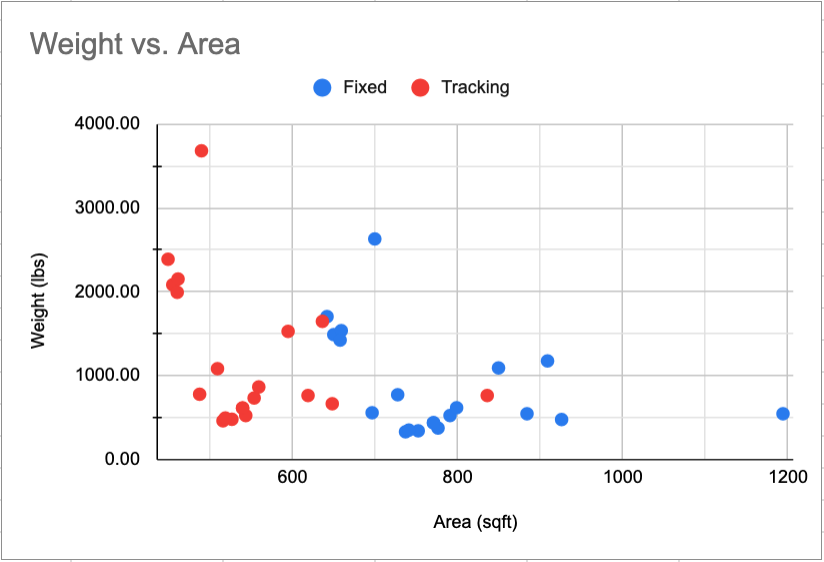 Weight vs. Area
Fixed Tracking
4000.00
3000.00
2000.00
1000.00
0.00
Weight (lbs)
600 800 1000 1200
Area (sqft)